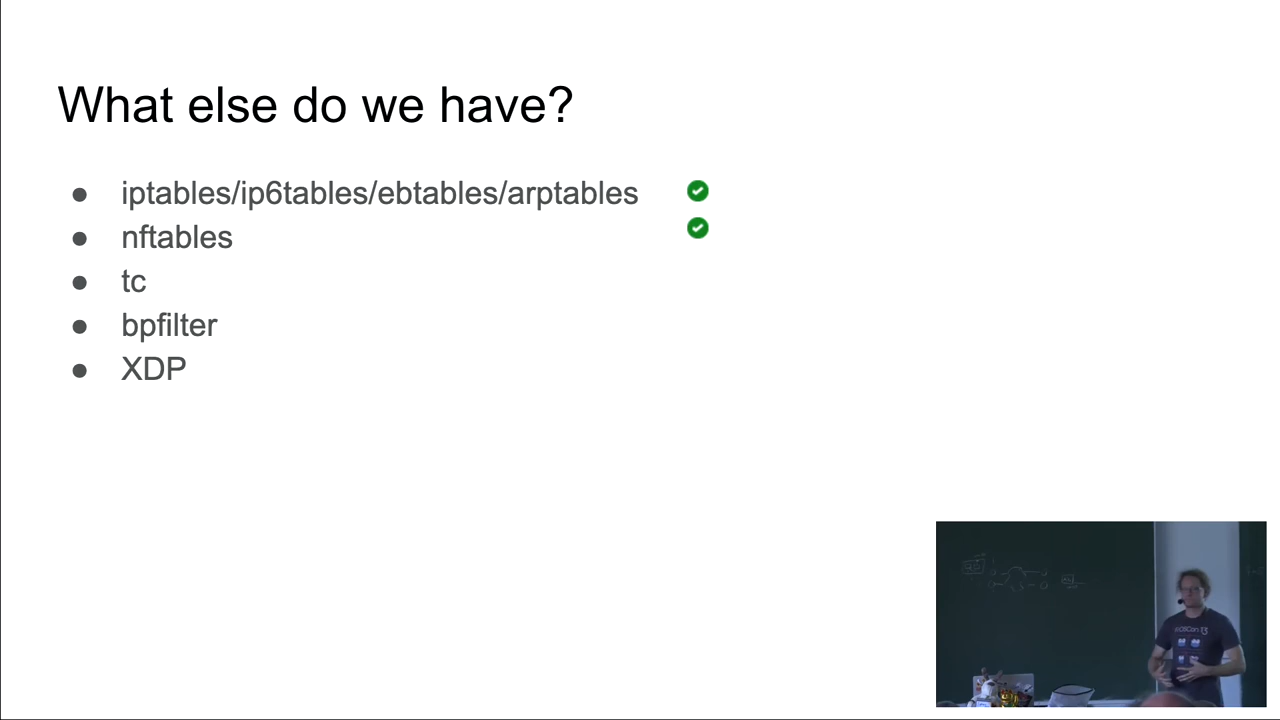 What else do we have?
iptables/ip6tables/ebtables/arptables
nftables
tc
bpfilter
XDP